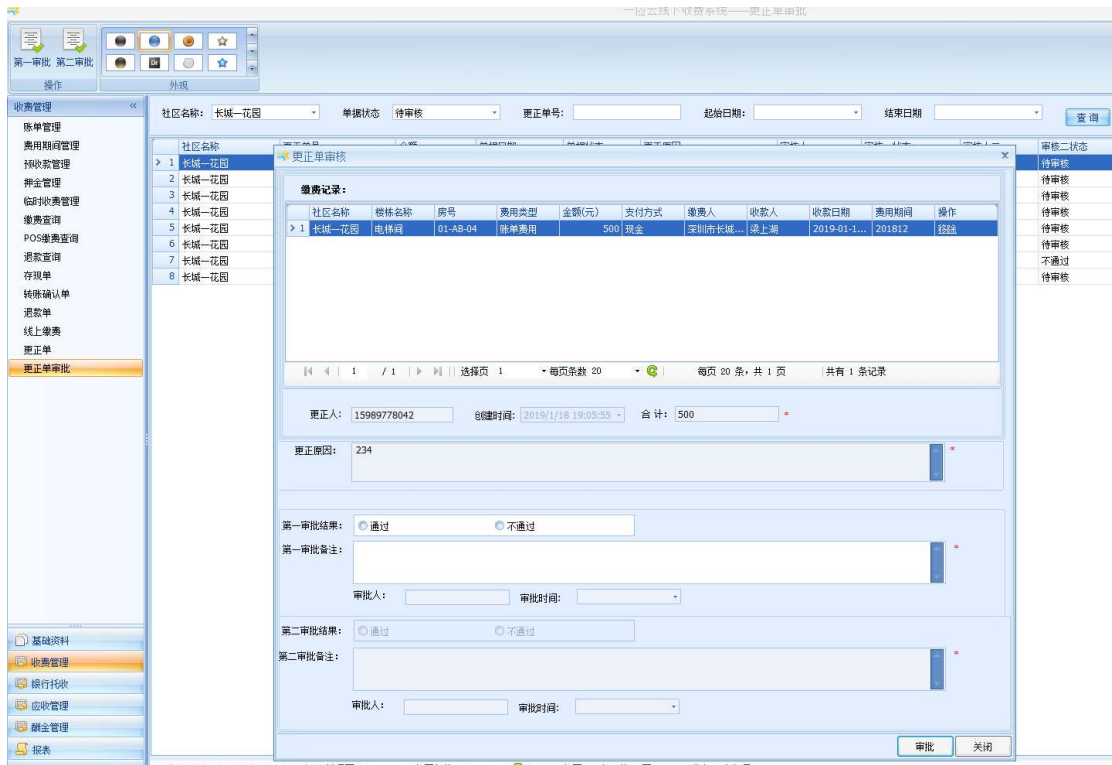 一应云线下收费系统——更正单审批
第一审批 第二审批
操作 外观
收费管理
社区名称: 长城一花园 单据状态 待审核 更正单号: 起始日期: 结束日期 查询
账单管理
费用期间管理
预收款管理
押金管理
临时收费管理
缴费查询
POS缴费查询
退款查询
存现单
转账确认单
退款单
线上缴费
更正单
更正单审批
社区名称
1 长城一花园
2 长城一花园
3 长城一花园
4 长城一花园
5 长城一花园
6 长城一花园
7 长城一花园
8 长城一花园
审核二状态
待审核
待审核
待审核
待审核
待审核
待审核
不通过
待审核
更正单审核
缴费记录:
社区名称 楼栋名称 房号 费用类型 金额(元) 支付方式 缴费人 收款人 收款日期 费用期间 操作
1 长城一花园 电梯间 01-AB-04 账单费用 500 现金 深圳市长城... 梁上湖 2019-01-1... 201812 移除
1 / 1 选择页 1 每页条数 20 每页 20 条,共 1 页 共有 1 条记录
更正人: 15989778042 创建时间: 2019/1/18 19:05:55 合计: 500 *
更正原因: 234 *
第一审批结果: 通过 不通过
第一审批备注: *
审批人: 审批时间:
第二审批结果: 通过 不通过
第二审批备注: *
审批人: 审批时间:
审批 关闭
基础资料
收费管理
银行托收
应收管理
酬金管理
报表